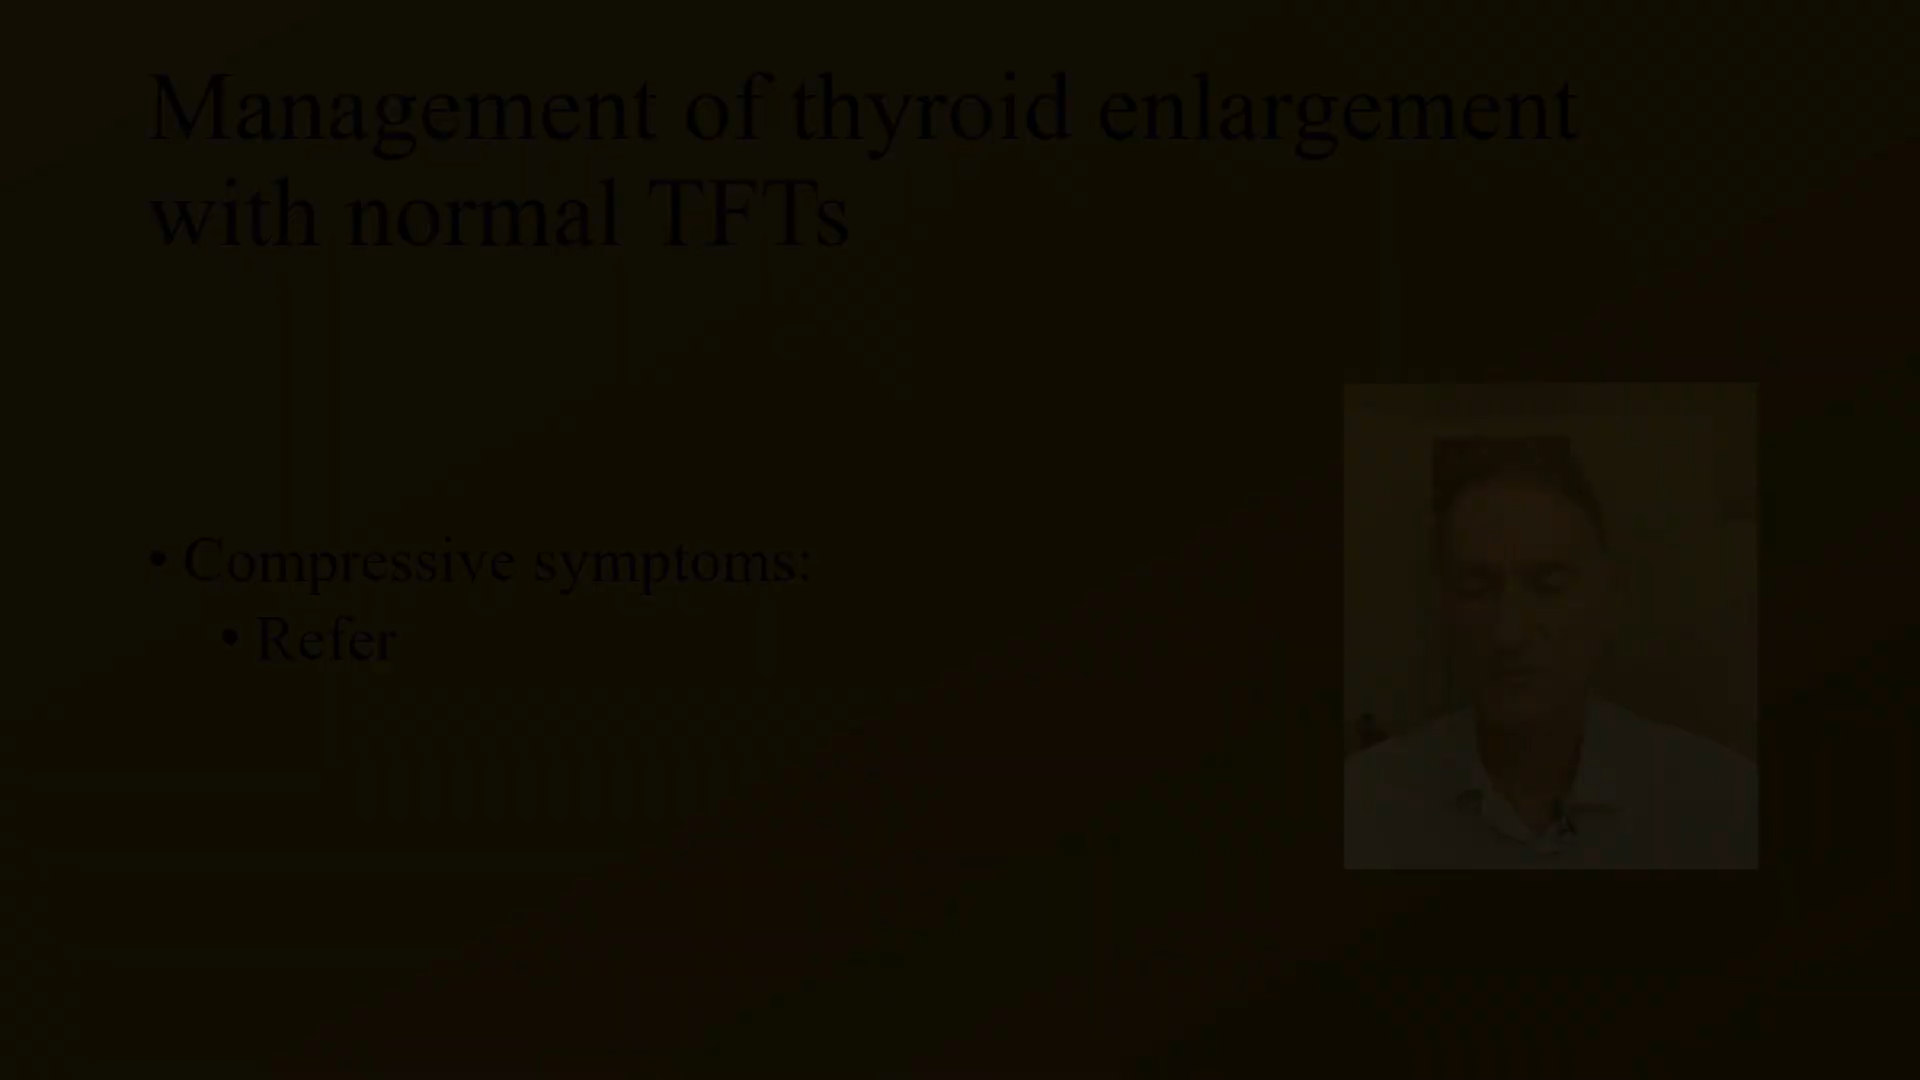 Management of thyroid enlargement
with normal TFTs
• Compressive symptoms:
• Refer